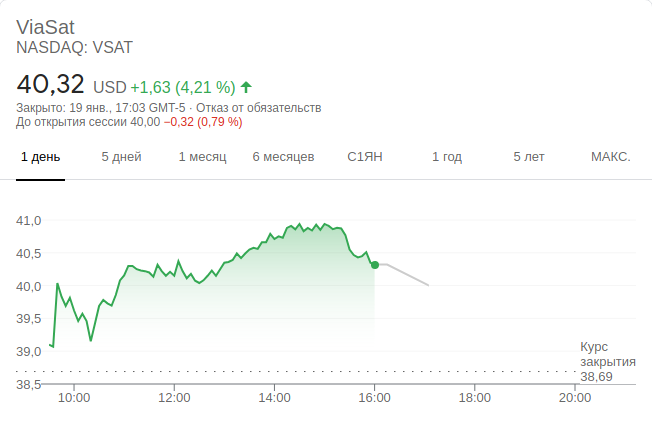 ViaSat
NASDAQ: VSAT
40,32 USD +1,63 (4,21 %)
Закрыто: 19 янв., 17:03 GMT-5 · Отказ от обязательств
До открытия сессии 40,00 −0,32 (0,79 %)
1 день 5 дней 1 месяц 6 месяцев С1ЯН 1 год 5 лет МАКС.
41,0
40,5
40,0
39,5
39,0
Курс
закрытия
38,69
38,5
10:00 12:00 14:00 16:00 18:00 20:00